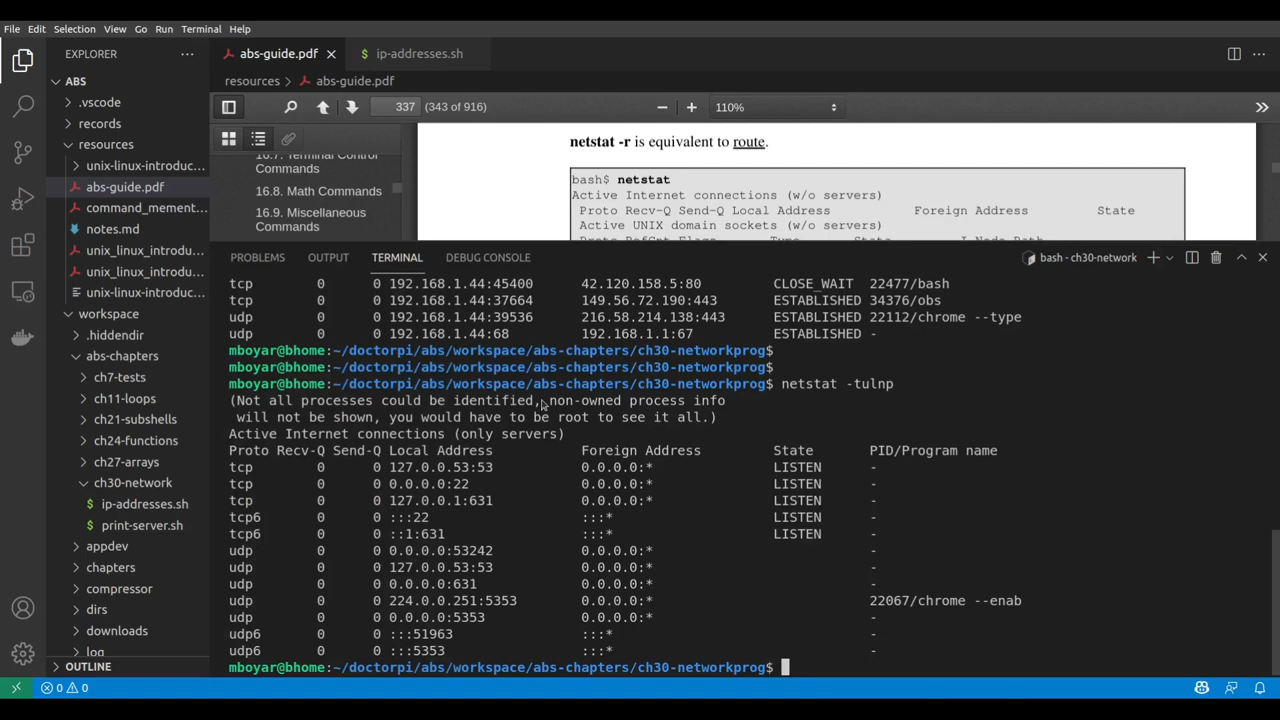 File Edit Selection View Go Run Terminal Help
EXPLORER
ABS
.vscode
records
resources
unix-linux-introduc...
abs-guide.pdf
command_mement...
notes.md
unix_linux_introdu...
unix_linux_introdu...
unix-linux-introduc...
workspace
.hiddendir
abs-chapters
ch7-tests
ch11-loops
ch21-subshells
ch24-functions
ch27-arrays
ch30-network
ip-addresses.sh
print-server.sh
appdev
chapters
compressor
dirs
downloads
log
OUTLINE
abs-guide.pdf
ip-addresses.sh
resources > abs-guide.pdf
337 (343 of 916)
110%
16.7. Terminal Control
Commands
16.8. Math Commands
16.9. Miscellaneous
Commands
netstat -r is equivalent to route.
bash$ netstat
Active Internet connections (w/o servers)
Proto Recv-Q Send-Q Local Address Foreign Address State
Active UNIX domain sockets (w/o servers)
Proto RefCnt Flags Type State I-Node Path
PROBLEMS OUTPUT TERMINAL DEBUG CONSOLE
bash - ch30-network
tcp 0 0 192.168.1.44:45400 42.120.158.5:80 CLOSE_WAIT 22477/bash
tcp 0 0 192.168.1.44:37664 149.56.72.190:443 ESTABLISHED 34376/obs
udp 0 0 192.168.1.44:39536 216.58.214.138:443 ESTABLISHED 22112/chrome --type
udp 0 0 192.168.1.44:68 192.168.1.1:67 ESTABLISHED -
mboyar@bhome:~/doctorpi/abs/workspace/abs-chapters/ch30-networkprog$
mboyar@bhome:~/doctorpi/abs/workspace/abs-chapters/ch30-networkprog$
mboyar@bhome:~/doctorpi/abs/workspace/abs-chapters/ch30-networkprog$ netstat -tulnp
(Not all processes could be identified, non-owned process info
will not be shown, you would have to be root to see it all.)
Active Internet connections (only servers)
Proto Recv-Q Send-Q Local Address Foreign Address State PID/Program name
tcp 0 0 127.0.0.53:53 0.0.0.0:* LISTEN -
tcp 0 0 0.0.0.0:22 0.0.0.0:* LISTEN -
tcp 0 0 127.0.0.1:631 0.0.0.0:* LISTEN -
tcp6 0 0 :::22 :::* LISTEN -
tcp6 0 0 ::1:631 :::* LISTEN -
udp 0 0 0.0.0.0:53242 0.0.0.0:* -
udp 0 0 127.0.0.53:53 0.0.0.0:* -
udp 0 0 0.0.0.0:631 0.0.0.0:* -
udp 0 0 224.0.0.251:5353 0.0.0.0:* 22067/chrome --enab
udp 0 0 0.0.0.0:5353 0.0.0.0:* -
udp6 0 0 :::51963 :::* -
udp6 0 0 :::5353 :::* -
mboyar@bhome:~/doctorpi/abs/workspace/abs-chapters/ch30-networkprog$
0 0